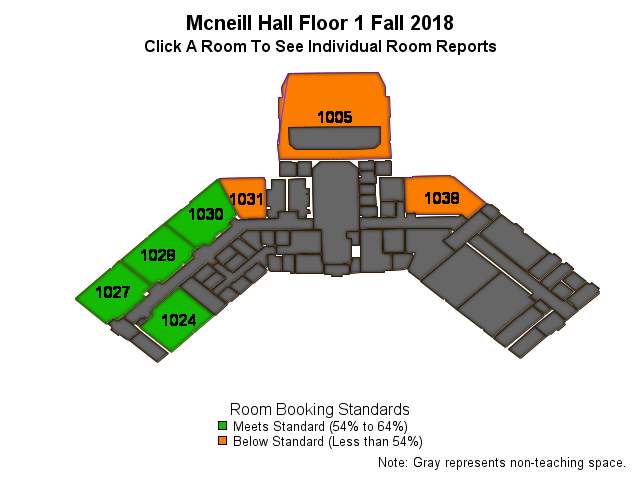 Mcneill Hall Floor 1 Fall 2018
Click A Room To See Individual Room Reports
1005
1031
1038
1030
1028
1027
1024
Room Booking Standards
Meets Standard (54% to 64%)
Below Standard (Less than 54%)
Note: Gray represents non-teaching space.